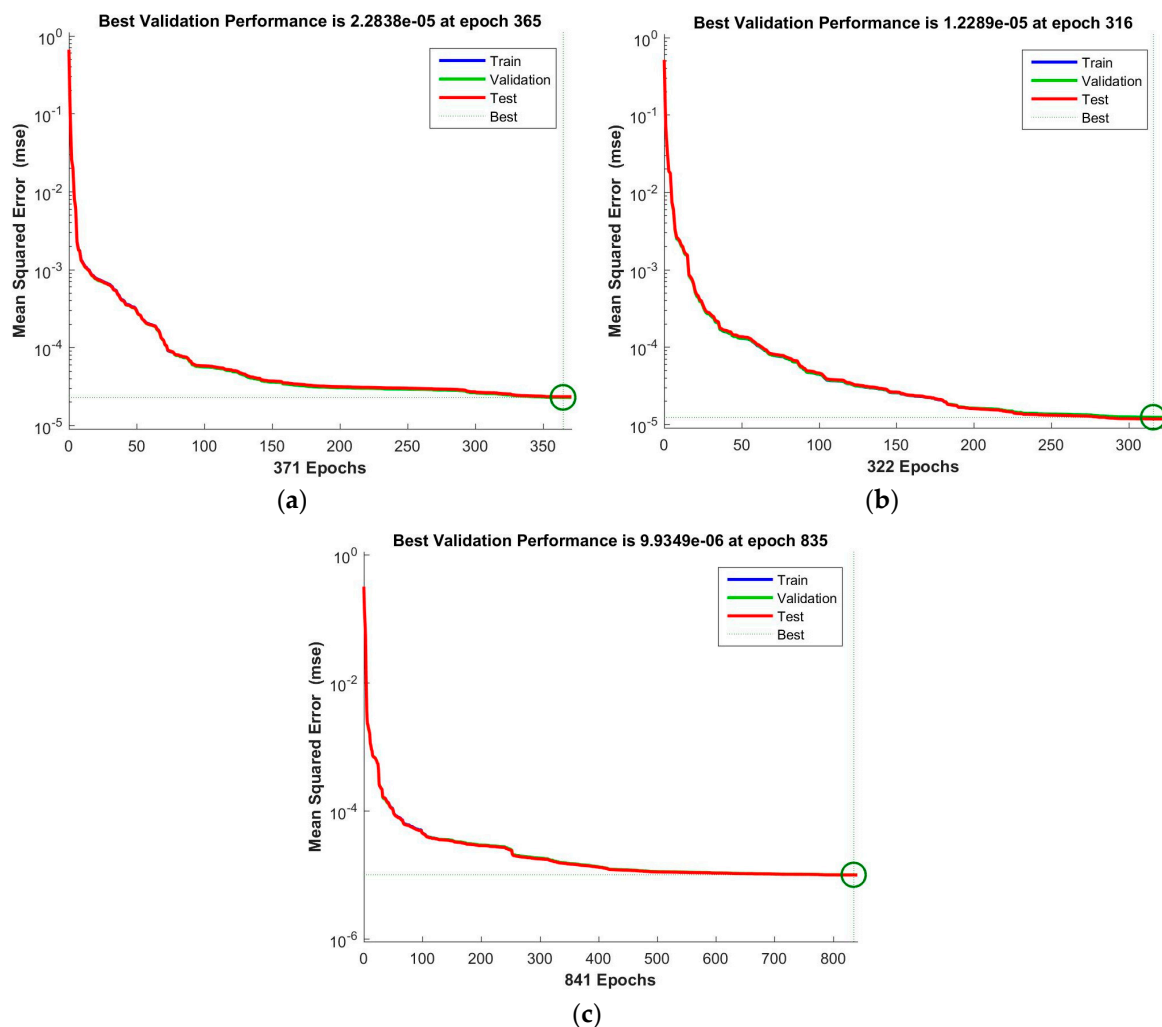 Best Validation Performance is 2.2838e-05 at epoch 365
10^0
10^-1
10^-2
10^-3
10^-4
10^-5
Mean Squared Error (mse)
Train
Validation
Test
Best
0 50 100 150 200 250 300 350
371 Epochs
(a)
Best Validation Performance is 1.2289e-05 at epoch 316
10^0
10^-1
10^-2
10^-3
10^-4
10^-5
Mean Squared Error (mse)
Train
Validation
Test
Best
0 50 100 150 200 250 300
322 Epochs
(b)
Best Validation Performance is 9.9349e-06 at epoch 835
10^0
10^-2
10^-4
10^-6
Mean Squared Error (mse)
Train
Validation
Test
Best
0 100 200 300 400 500 600 700 800
841 Epochs
(c)